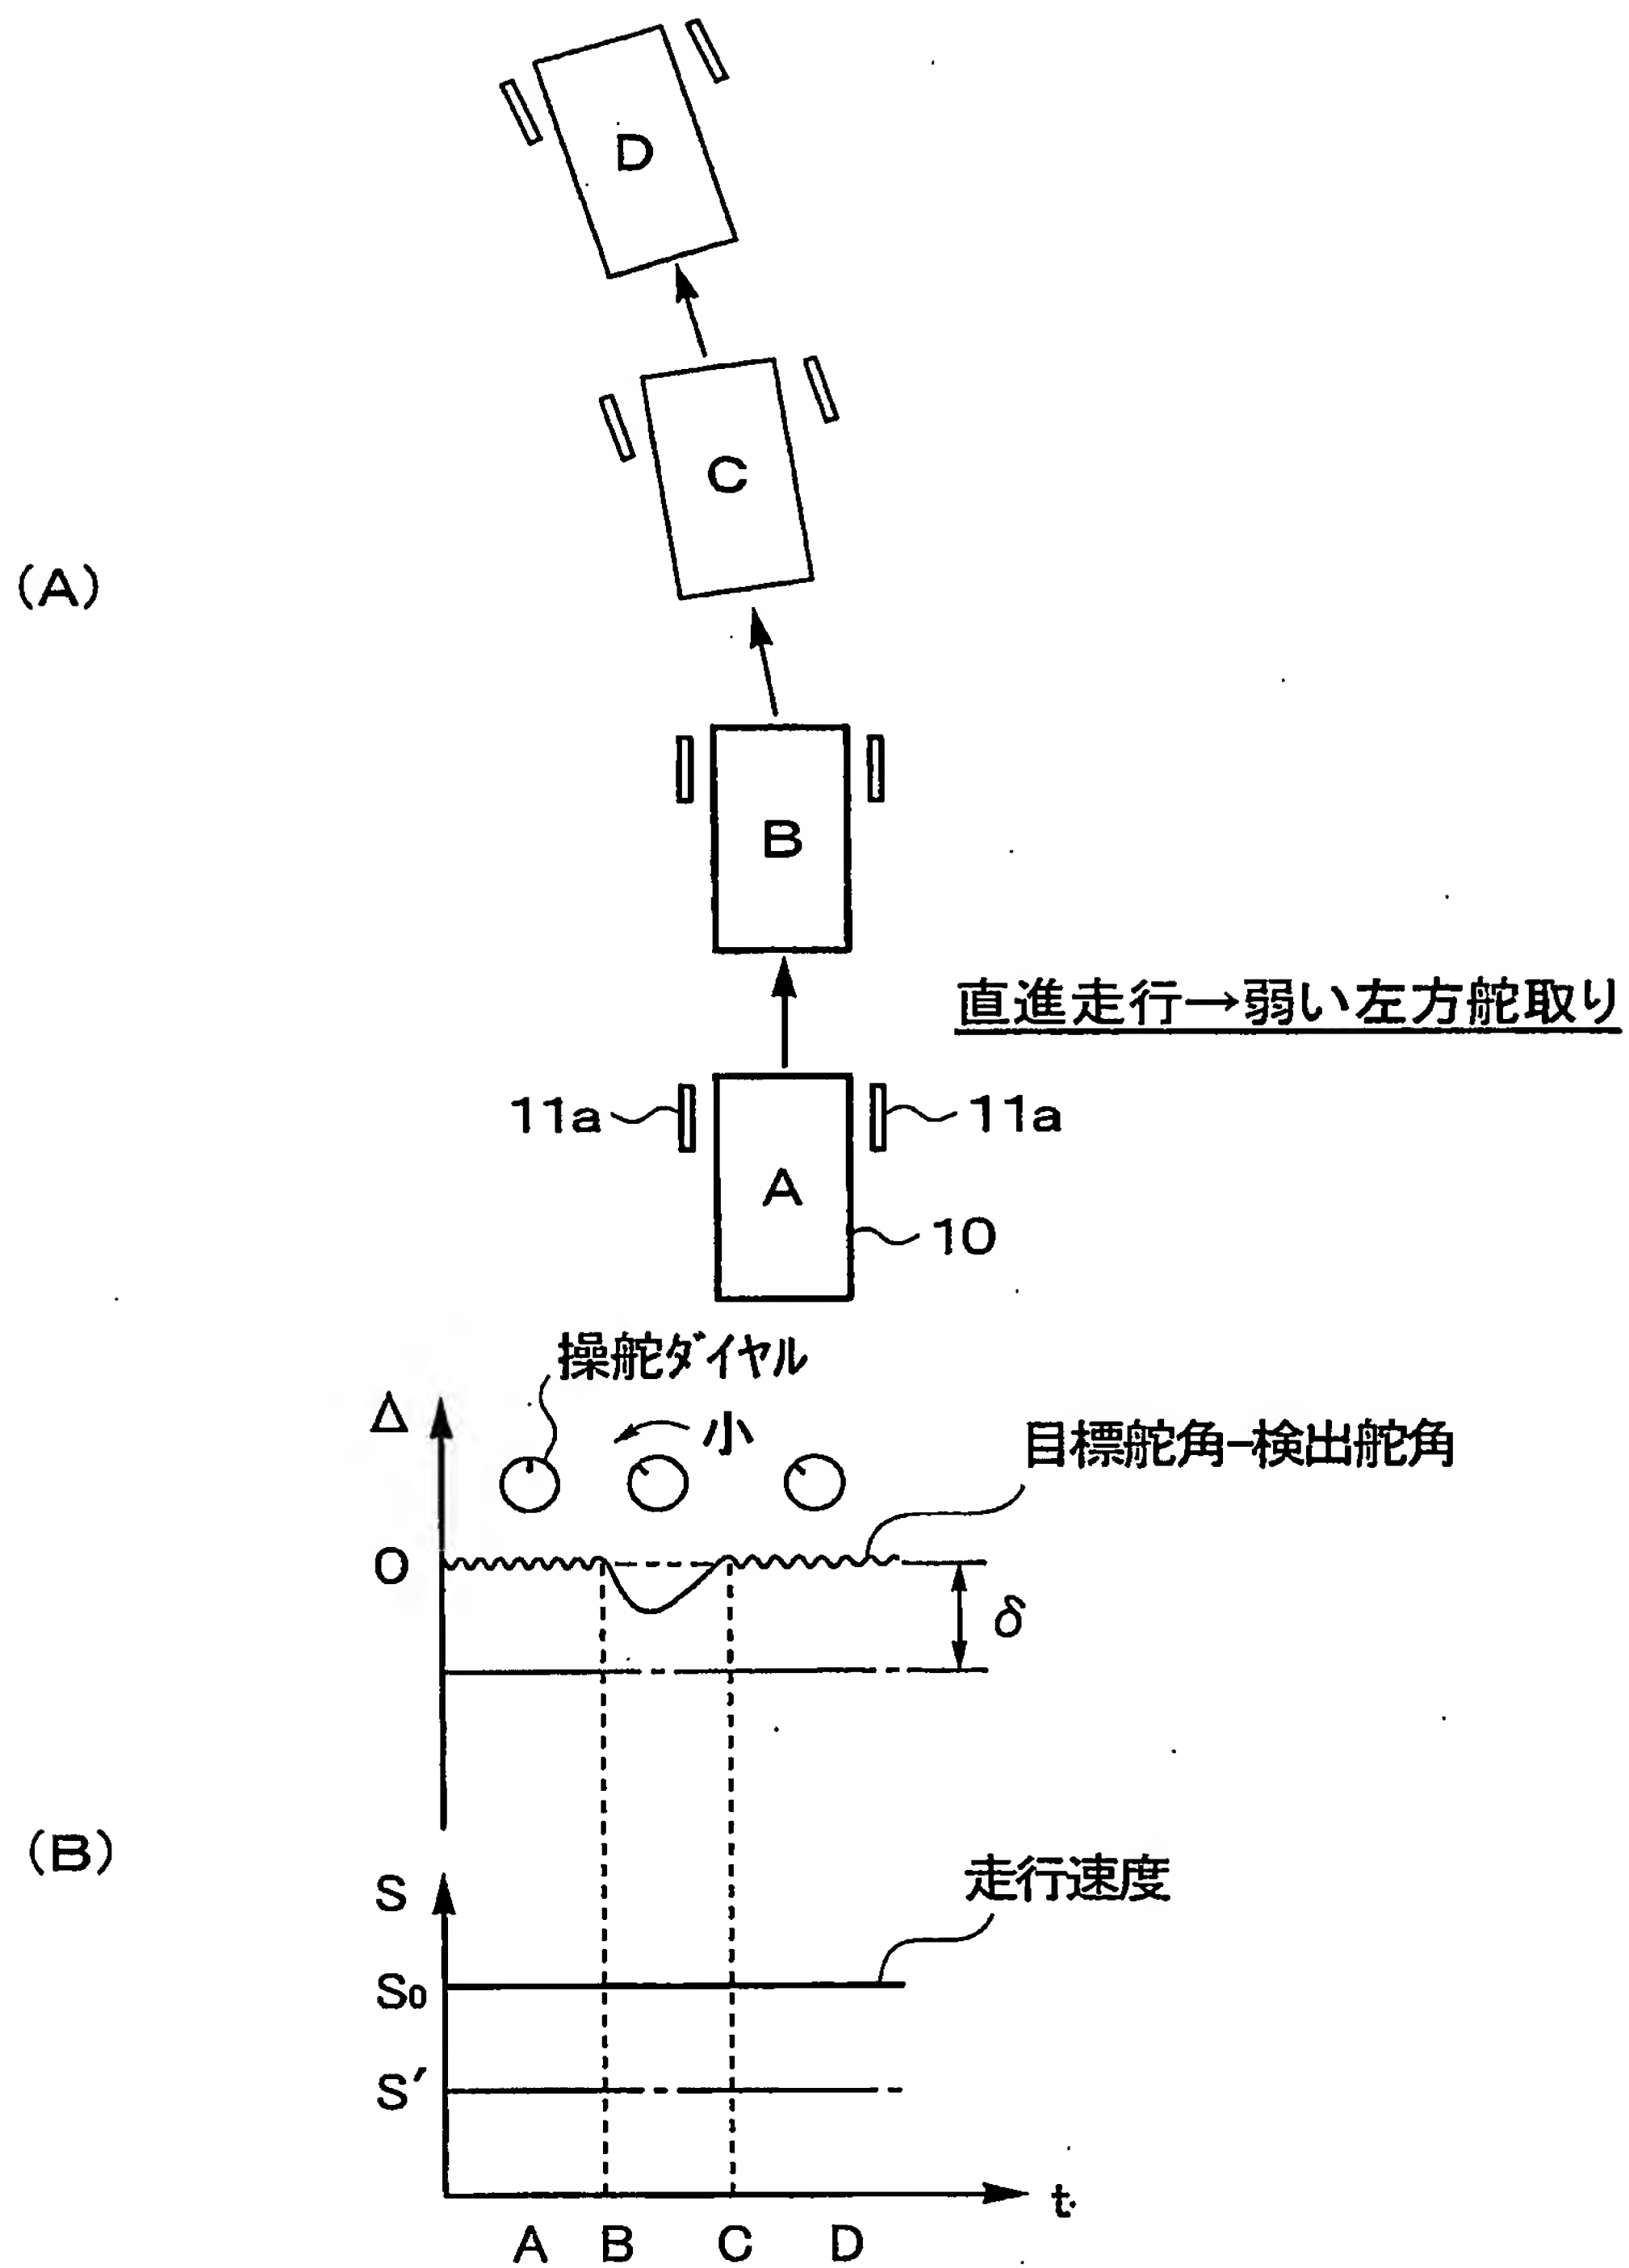 D
C
(A)
B
直進走行→弱い左方舵取り
11a
11a
A
10
操舵ダイヤル
Δ
小
目標舵角-検出舵角
0
δ
(B)
S
走行速度
S0
S'
t
A B C D